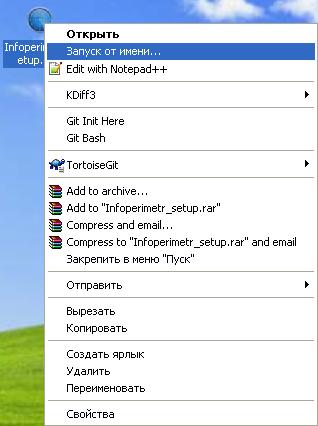 Infoperim
etup.
Открыть
Запуск от имени...
Edit with Notepad++
KDiff3
Git Init Here
Git Bash
TortoiseGit
Add to archive...
Add to "Infoperimetr_setup.rar"
Compress and email...
Compress to "Infoperimetr_setup.rar" and email
Закрепить в меню "Пуск"
Отправить
Вырезать
Копировать
Создать ярлык
Удалить
Переименовать
Свойства